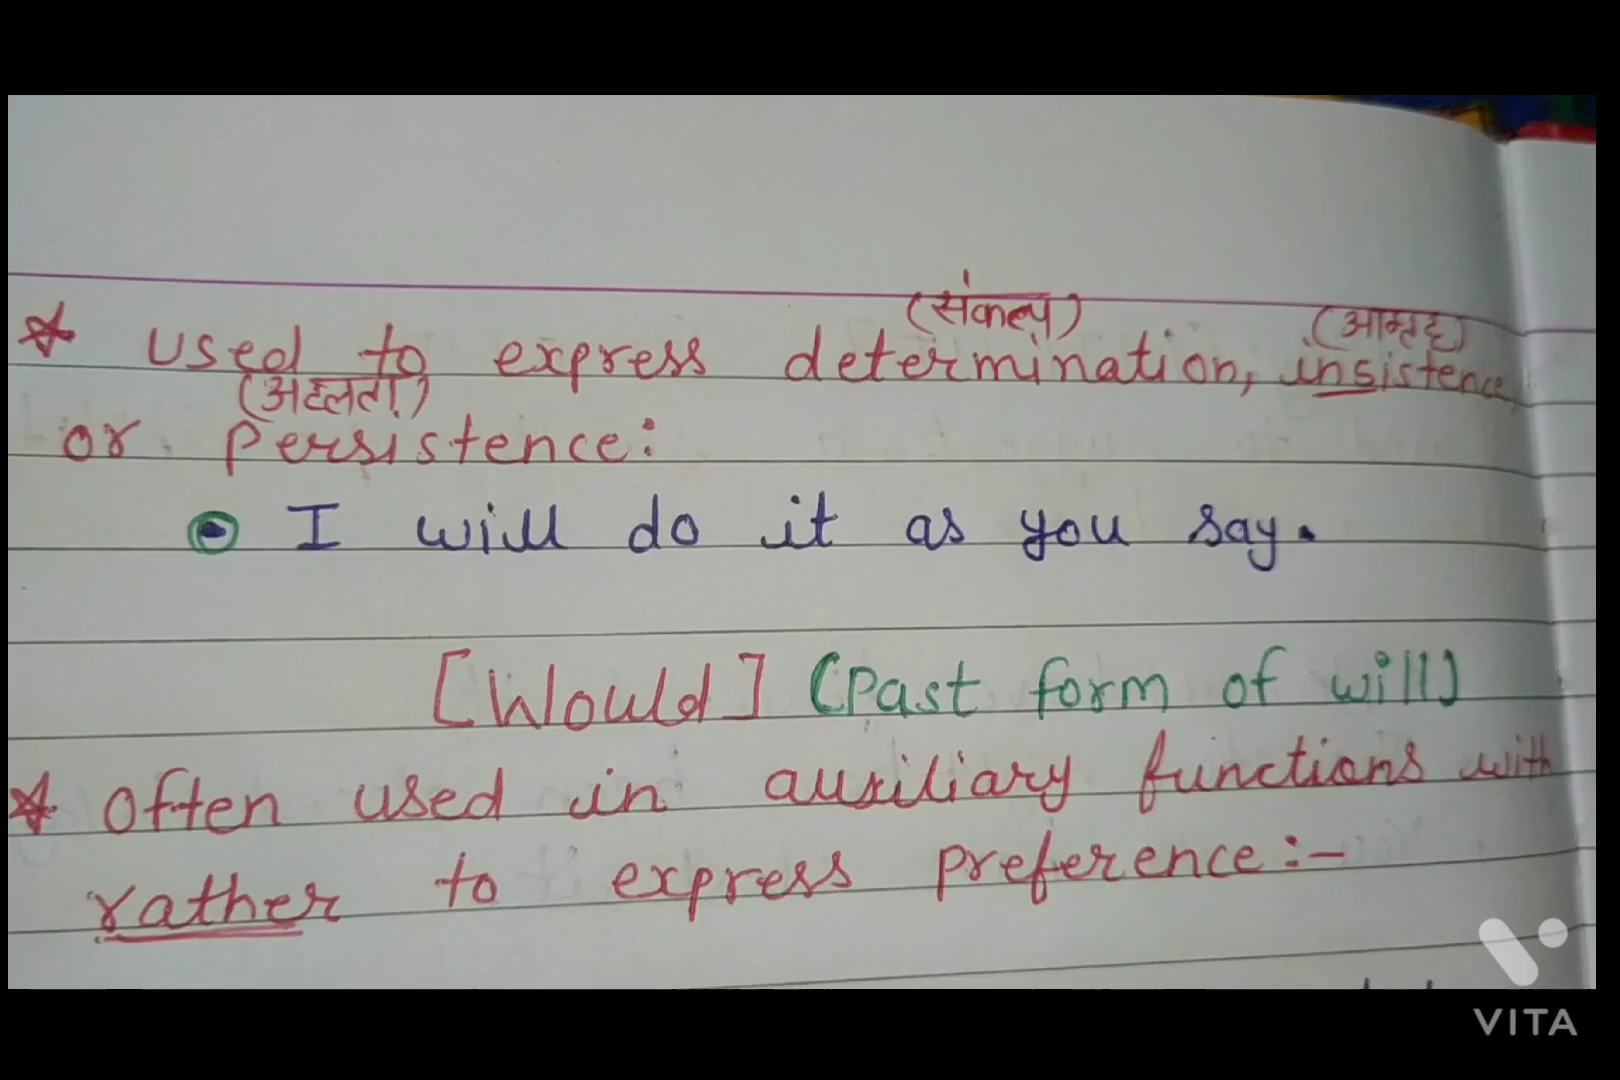 (संकल्प) (आग्रह)
☆ used to express determination, insistence,
(अटलता)
or Persistence:
• I will do it as you say.
[Would] (Past form of will)
☆ Often used in auxiliary functions with
rather to express preference:-
VITA